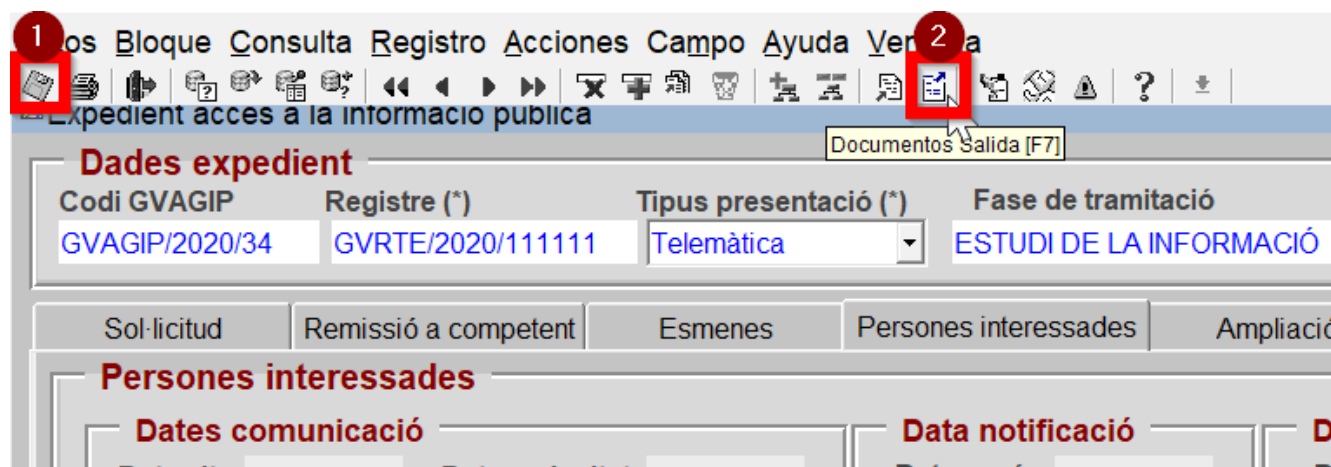 1 os Bloque Consulta Registro Acciones Campo Ayuda Ven 2 a
Expedient accés a la informació pública
Documentos Salida [F7]
Dades expedient
Codi GVAGIP Registre (*) Tipus presentació (*) Fase de tramitació
GVAGIP/2020/34 GVRTE/2020/111111 Telemàtica ESTUDI DE LA INFORMACIÓ
Sol·licitud Remissió a competent Esmenes Persones interessades Ampliació
Persones interessades
Dates comunicació Data notificació D